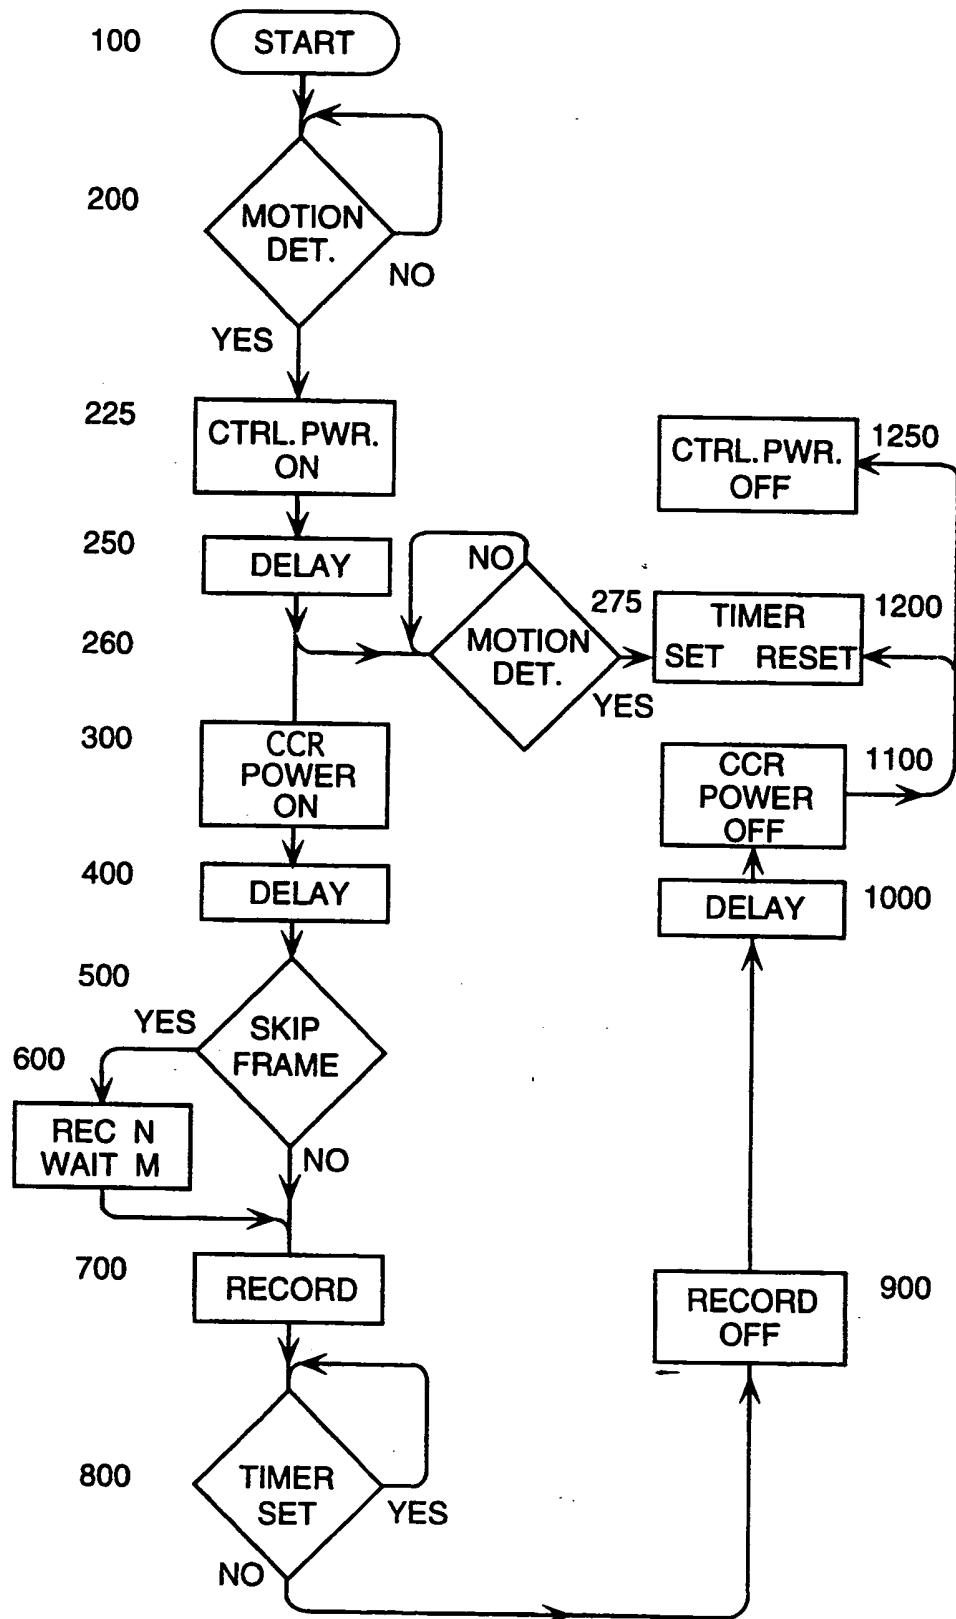 100
START
200
MOTION
DET.
NO
YES
225
CTRL. PWR.
ON
250
DELAY
260
NO
MOTION
DET.
YES
275
TIMER
SET RESET
1200
CTRL. PWR.
OFF
1250
300
CCR
POWER
ON
CCR
POWER
OFF
1100
400
DELAY
DELAY
1000
500
YES
SKIP
FRAME
NO
600
REC N
WAIT M
700
RECORD
RECORD
OFF
900
800
TIMER
SET
YES
NO